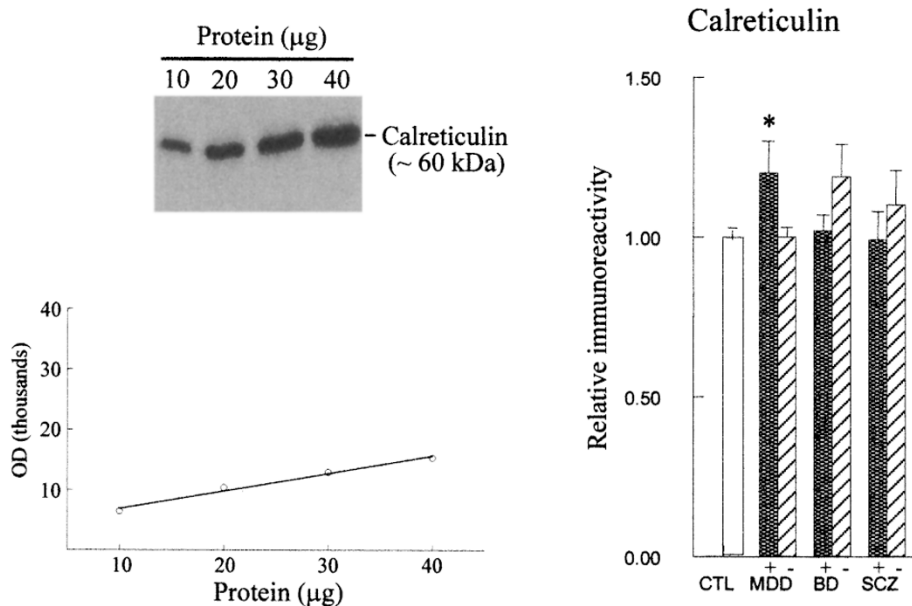 Protein (µg)
10 20 30 40
Calreticulin
(~ 60 kDa)
OD (thousands)
40
30
20
10
10 20 30 40
Protein (µg)
Calreticulin
Relative immunoreactivity
1.50
1.00
0.50
0.00
*
+ - + - + -
CTL MDD BD SCZ